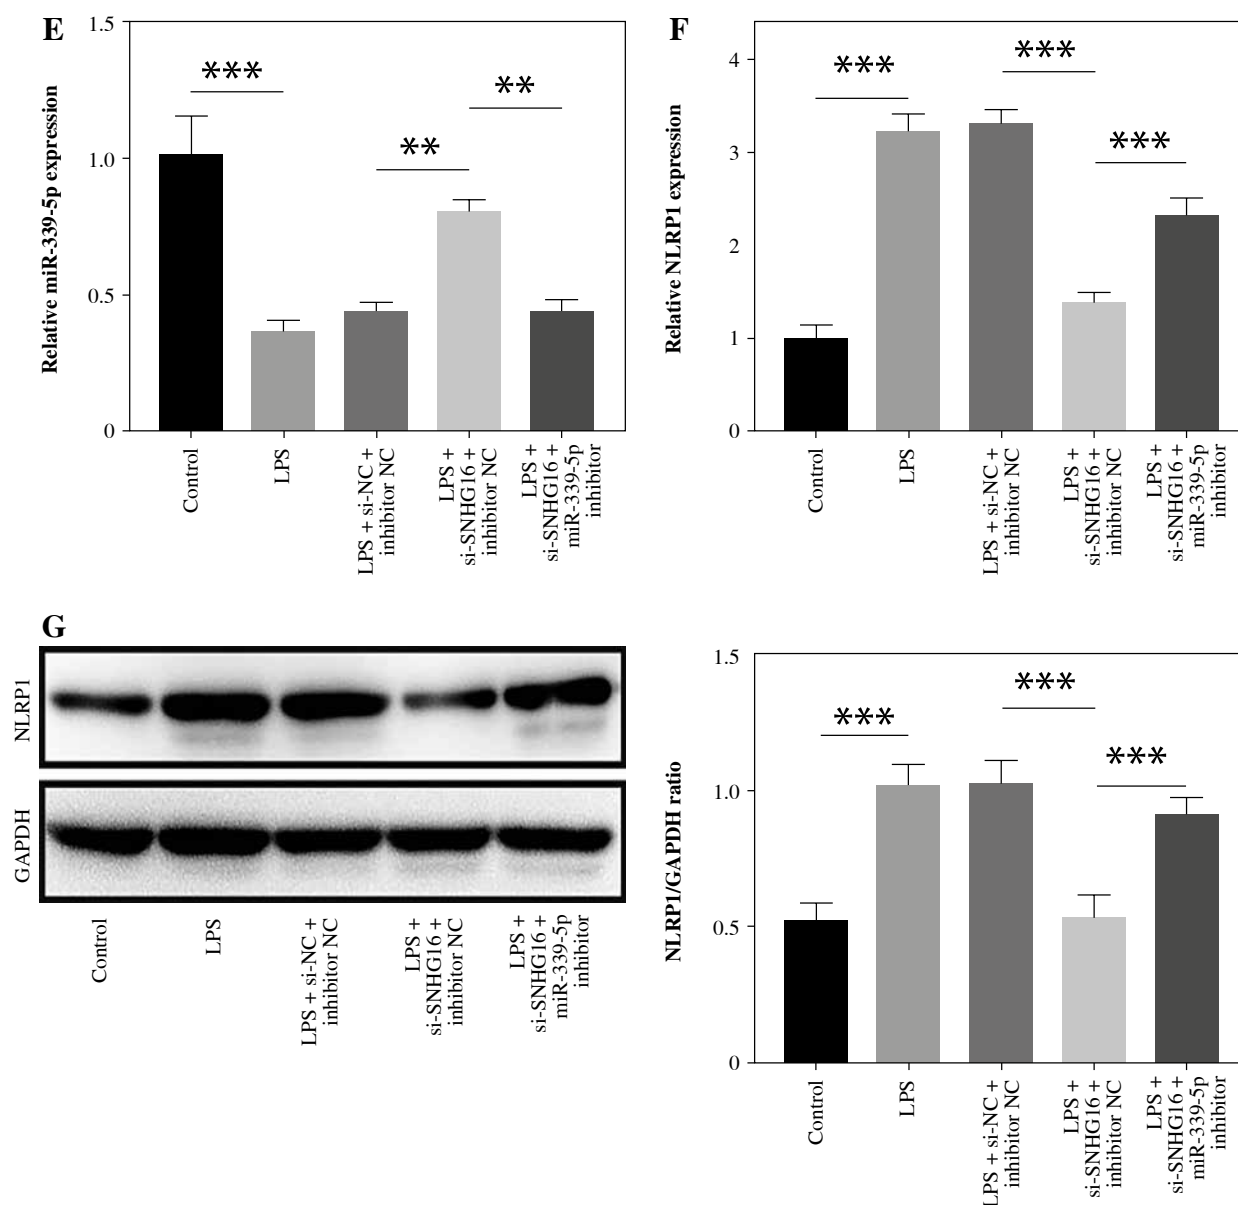 E
Relative miR-339-5p expression
1.5
1.0
0.5
0
***
**
**
Control
LPS
LPS + si-NC +
inhibitor NC
LPS +
si-SNHG16 +
inhibitor NC
LPS +
si-SNHG16 +
miR-339-5p
inhibitor
F
Relative NLRP1 expression
4
3
2
1
0
***
***
***
Control
LPS
LPS + si-NC +
inhibitor NC
LPS +
si-SNHG16 +
inhibitor NC
LPS +
si-SNHG16 +
miR-339-5p
inhibitor
G
NLRP1
GAPDH
Control
LPS
LPS + si-NC +
inhibitor NC
LPS +
si-SNHG16 +
inhibitor NC
LPS +
si-SNHG16 +
miR-339-5p
inhibitor
NLRP1/GAPDH ratio
1.5
1.0
0.5
0
***
***
***
Control
LPS
LPS + si-NC +
inhibitor NC
LPS +
si-SNHG16 +
inhibitor NC
LPS +
si-SNHG16 +
miR-339-5p
inhibitor